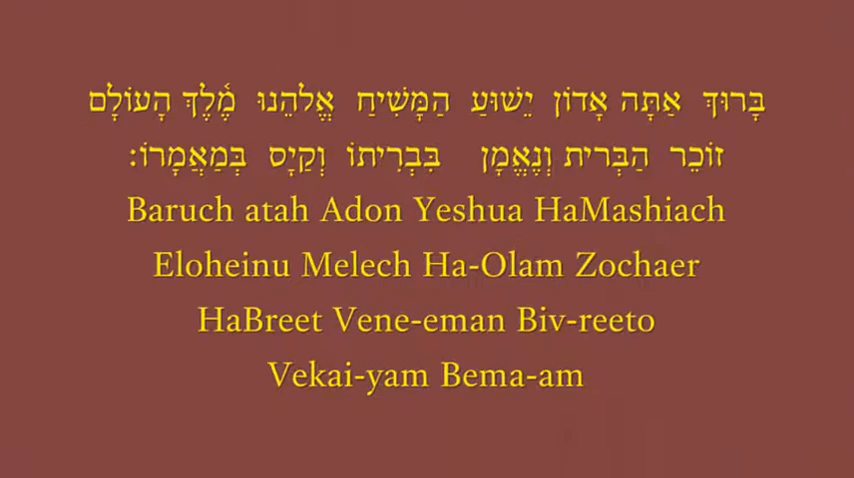 בָּרוּךְ אַתָּה אָדוֹן יֵשׁוּעַ הַמָּשִׁיחַ אֱלֹהֵנוּ מֶ֫לֶךְ הָעוֹלָם
זוֹכֵר הַבְּרִית וְנֶאֱמָן בִּבְרִיתוֹ וְקַיָּס בְּמַאֲמָרוֹ:
Baruch atah Adon Yeshua HaMashiach
Eloheinu Melech Ha-Olam Zochaer
HaBreet Vene-eman Biv-reeto
Vekai-yam Bema-am